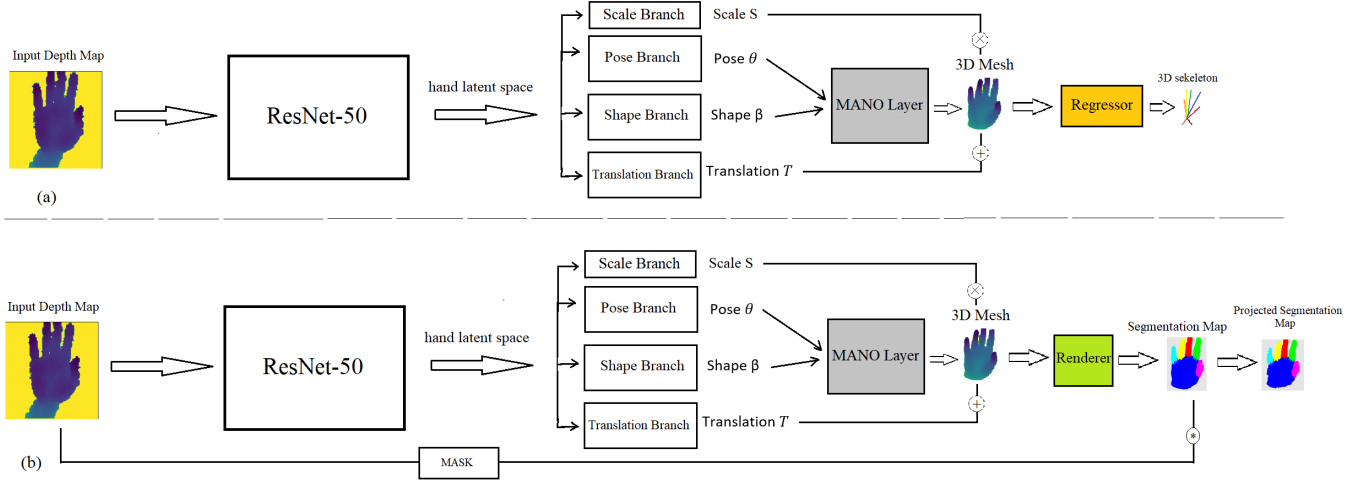 Input Depth Map
ResNet-50
hand latent space
Scale Branch
Pose Branch
Shape Branch
Translation Branch
Scale S
Pose θ
Shape β
Translation T
MANO Layer
×
3D Mesh
+
Regressor
3D sekeleton
(a)
Input Depth Map
ResNet-50
hand latent space
Scale Branch
Pose Branch
Shape Branch
Translation Branch
Scale S
Pose θ
Shape β
Translation T
MANO Layer
×
3D Mesh
+
Renderer
Segmentation Map
Projected Segmentation
Map
*
MASK
(b)